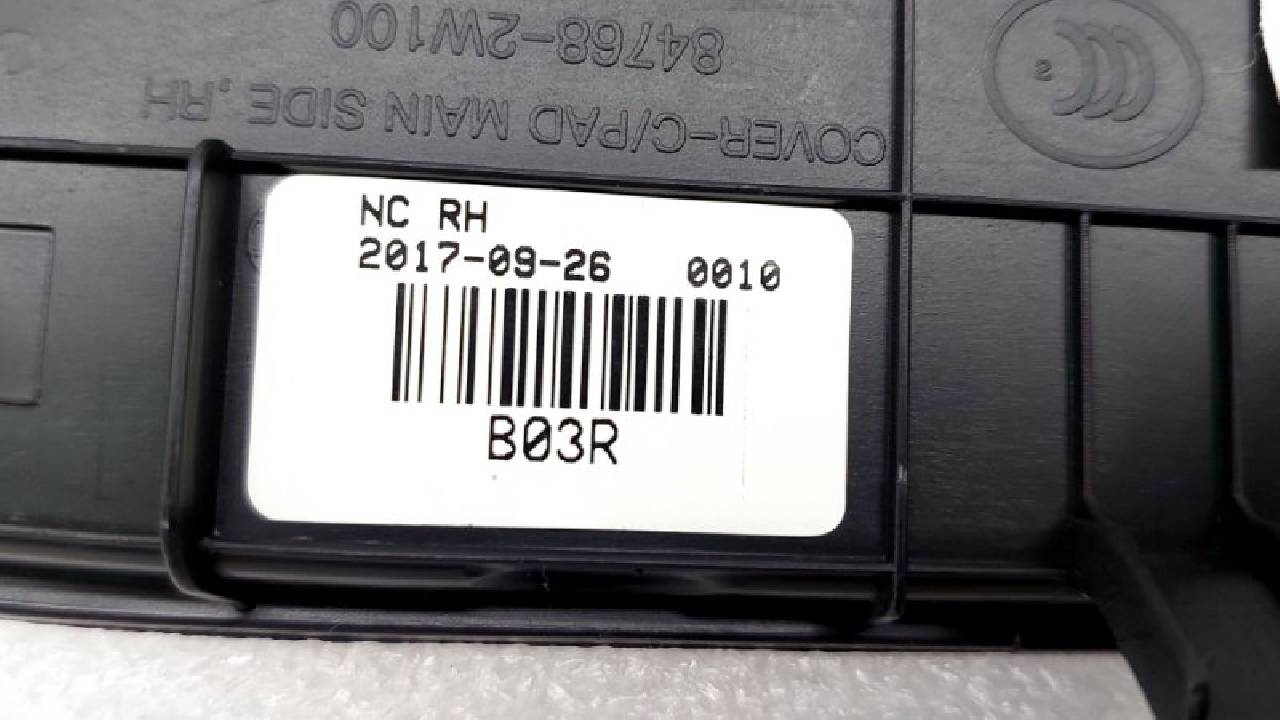 COVER-C/PAD MAIN SIDE, RH
84768-2W100
S
NC RH
2017-09-26 0010
B03R